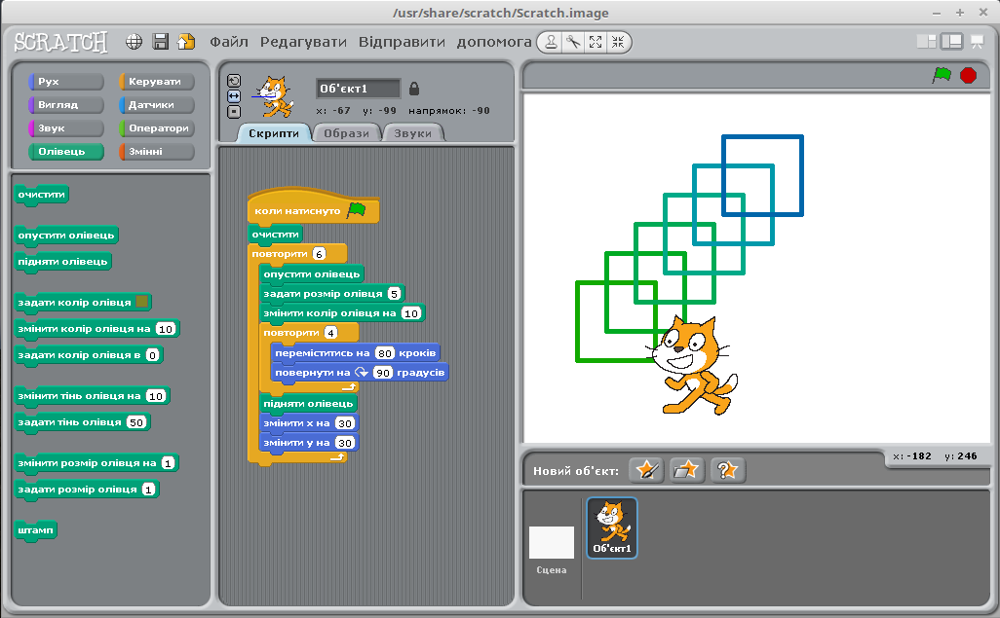 /usr/share/scratch/Scratch.image
SCRATCH
Файл Редагувати Відправити допомога
Рух Керувати
Вигляд Датчики
Звук Оператори
Олівець Змінні
очистити
опустити олівець
підняти олівець
задати колір олівця
змінити колір олівця на 10
задати колір олівця в 0
змінити тінь олівця на 10
задати тінь олівця 50
змінити розмір олівця на 1
задати розмір олівця 1
штамп
Об'єкт1
x: -67 y: -99 напрямок: -90
Скрипти Образи Звуки
коли натиснуто
очистити
повторити 6
опустити олівець
задати розмір олівця 5
змінити колір олівця на 10
повторити 4
переміститись на 80 кроків
повернути на 90 градусів
підняти олівець
змінити x на 30
змінити y на 30
x: -182 y: 246
Новий об'єкт:
Об'єкт1
Сцена